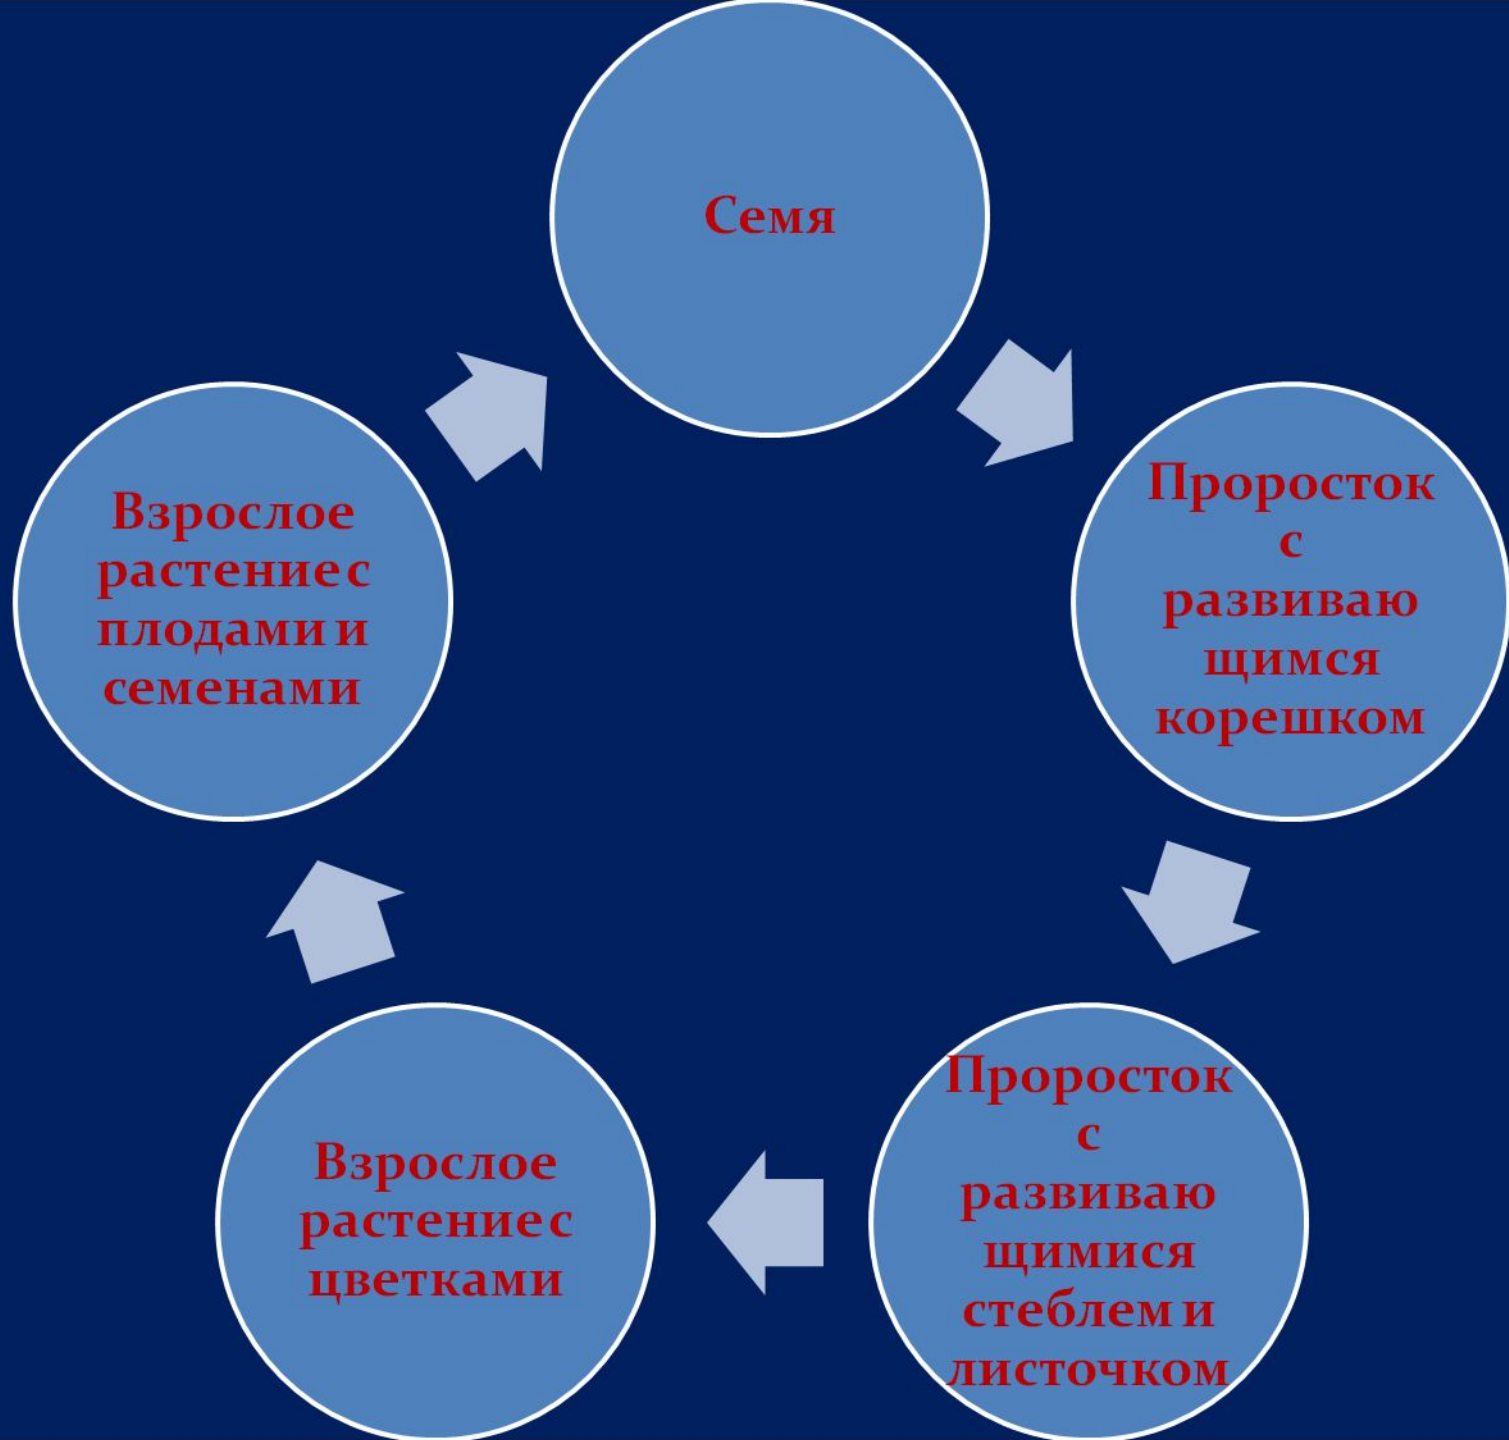 Семя
Проросток
с
развиваю
щимся
корешком
Проросток
с
развиваю
щимися
стеблем и
листочком
Взрослое
растение с
цветками
Взрослое
растение с
плодами и
семенами